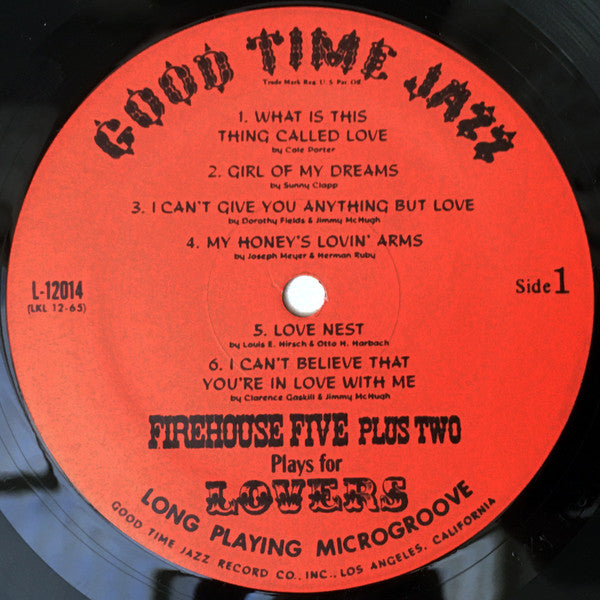 GOOD TIME JAZZ
Trade Mark Reg. U. S. Pat. Off.
1. WHAT IS THIS
THING CALLED LOVE
by Cole Porter
2. GIRL OF MY DREAMS
by Sunny Clapp
3. I CAN'T GIVE YOU ANYTHING BUT LOVE
by Dorothy Fields & Jimmy McHugh
4. MY HONEY'S LOVIN' ARMS
by Joseph Meyer & Herman Ruby
L-12014
(LKL 12-65)
Side 1
5. LOVE NEST
by Louis E. Hirsch & Otto H. Harbach
6. I CAN'T BELIEVE THAT
YOU'RE IN LOVE WITH ME
by Clarence Gaskill & Jimmy McHugh
FIREHOUSE FIVE PLUS TWO
Plays for
LOVERS
LONG PLAYING MICROGROOVE
GOOD TIME JAZZ RECORD CO., INC., LOS ANGELES, CALIFORNIA